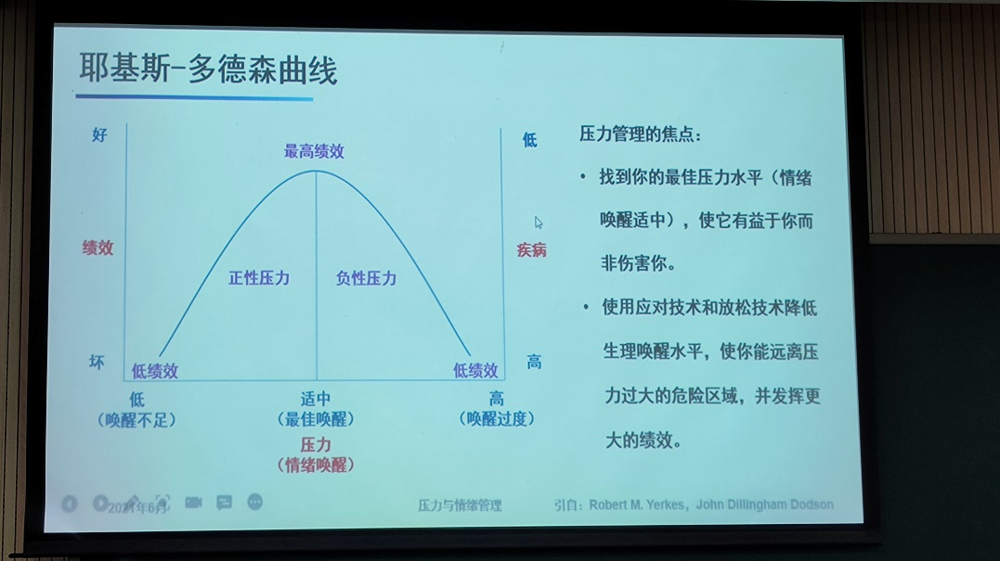 耶基斯-多德森曲线
好
绩效
坏
最高绩效
正性压力
负性压力
低绩效
低绩效
低
疾病
高
低
（唤醒不足）
适中
（最佳唤醒）
高
（唤醒过度）
压力
（情绪唤醒）
压力管理的焦点：
• 找到你的最佳压力水平（情绪
唤醒适中），使它有益于你而
非伤害你。
• 使用应对技术和放松技术降低
生理唤醒水平，使你能远离压
力过大的危险区域，并发挥更
大的绩效。
2021年6月
压力与情绪管理
引自：Robert M. Yerkes，John Dillingham Dodson